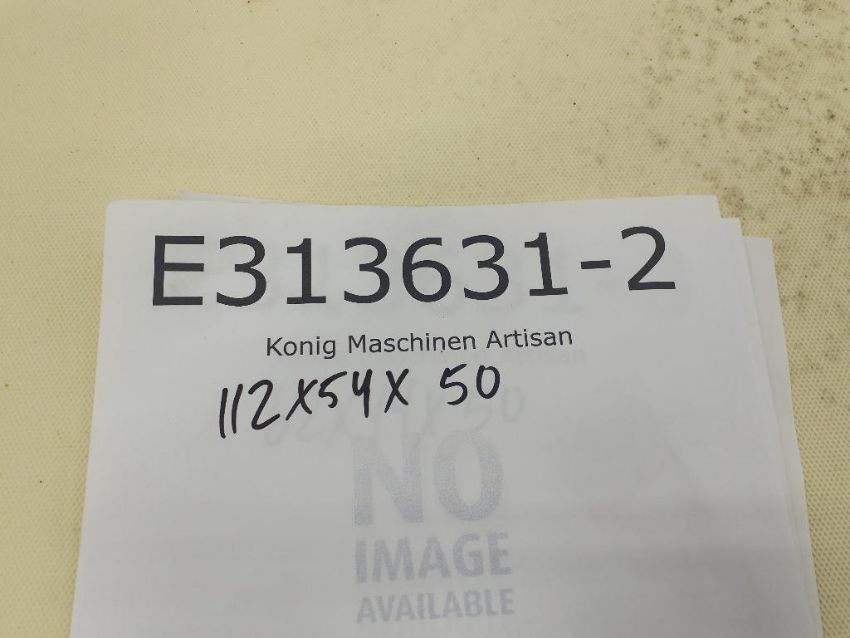 E313631-2
Konig Maschinen Artisan
112X54X 50
NO
IMAGE
AVAILABLE